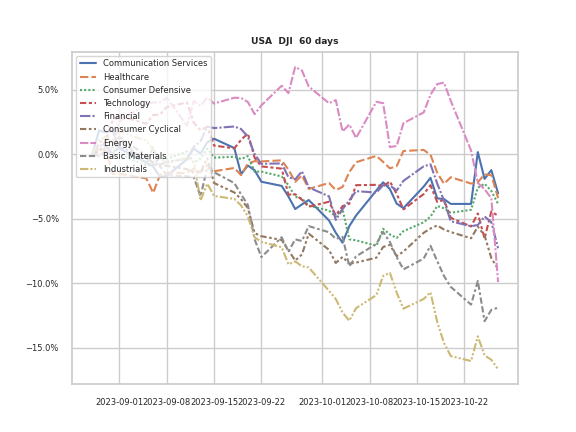 USA DJI 60 days
Communication Services
Healthcare
Consumer Defensive
Technology
Financial
Consumer Cyclical
Energy
Basic Materials
Industrials
5.0%
0.0%
−5.0%
−10.0%
−15.0%
2023-09-01 2023-09-08 2023-09-15 2023-09-22 2023-10-01 2023-10-08 2023-10-15 2023-10-22